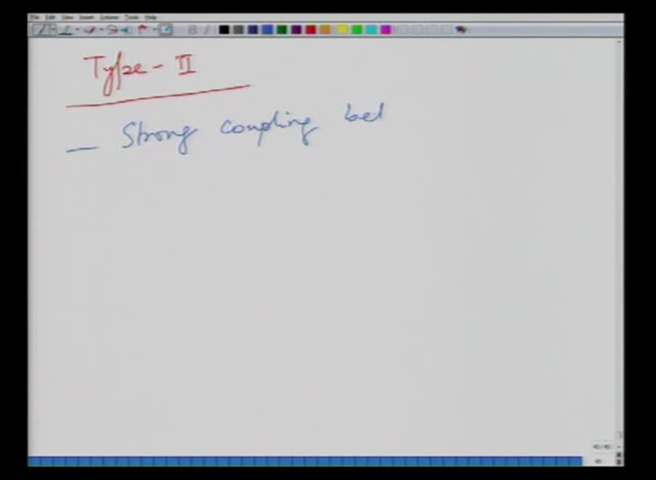 Type - II
— Strong coupling bet